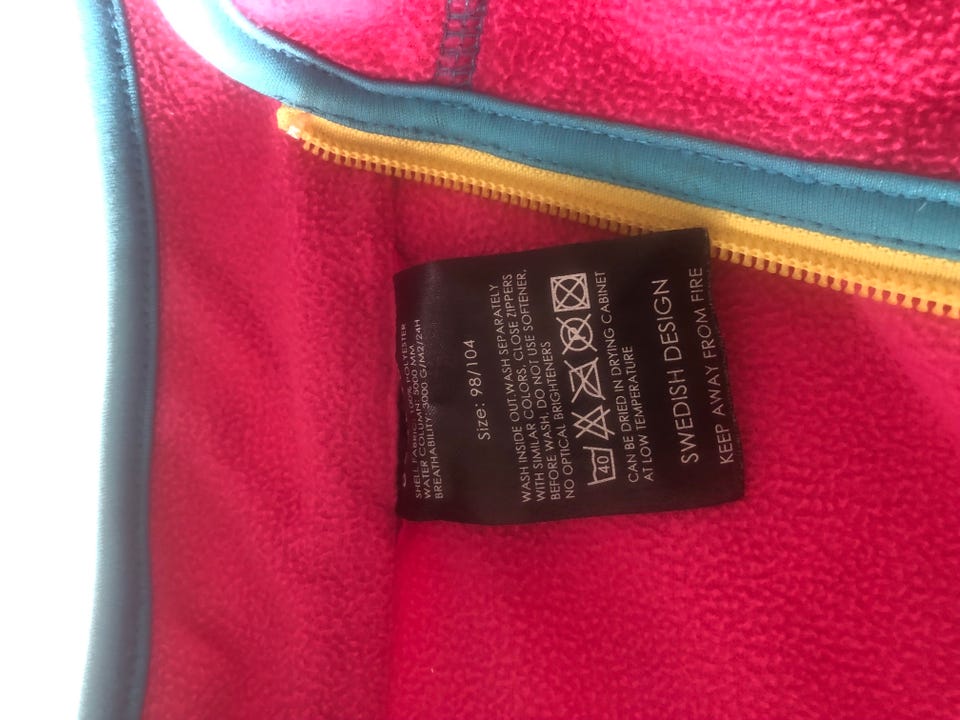 SHELL FABRIC: 100% POLYESTER
WATER COLUMN: 5000 MM
BREATHABILITY: 3000 G/M2/24H
Size: 98/104
WASH INSIDE OUT. WASH SEPARATELY
WITH SIMILAR COLORS. CLOSE ZIPPERS
BEFORE WASH. DO NOT USE SOFTENER.
NO OPTICAL BRIGHTENERS
40
CAN BE DRIED IN DRYING CABINET
AT LOW TEMPERATURE
SWEDISH DESIGN
KEEP AWAY FROM FIRE